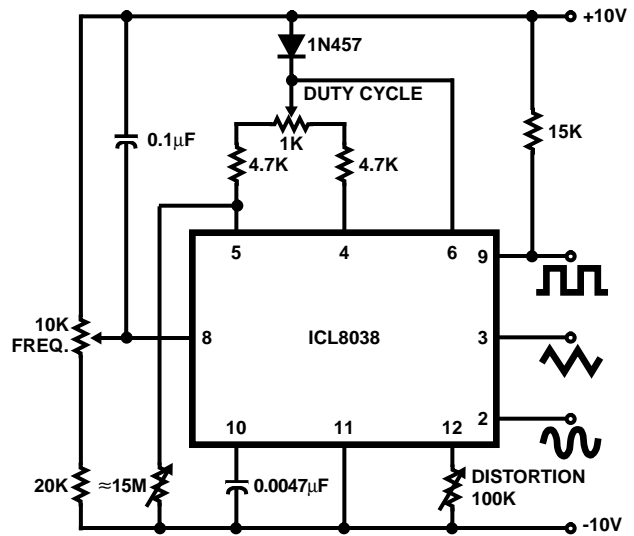 +10V
1N457
DUTY CYCLE
1K
15K
0.1µF
4.7K
4.7K
5
4
6
9
10K
FREQ.
8
ICL8038
3
2
10
11
12
20K
≈15M
0.0047µF
DISTORTION
100K
-10V